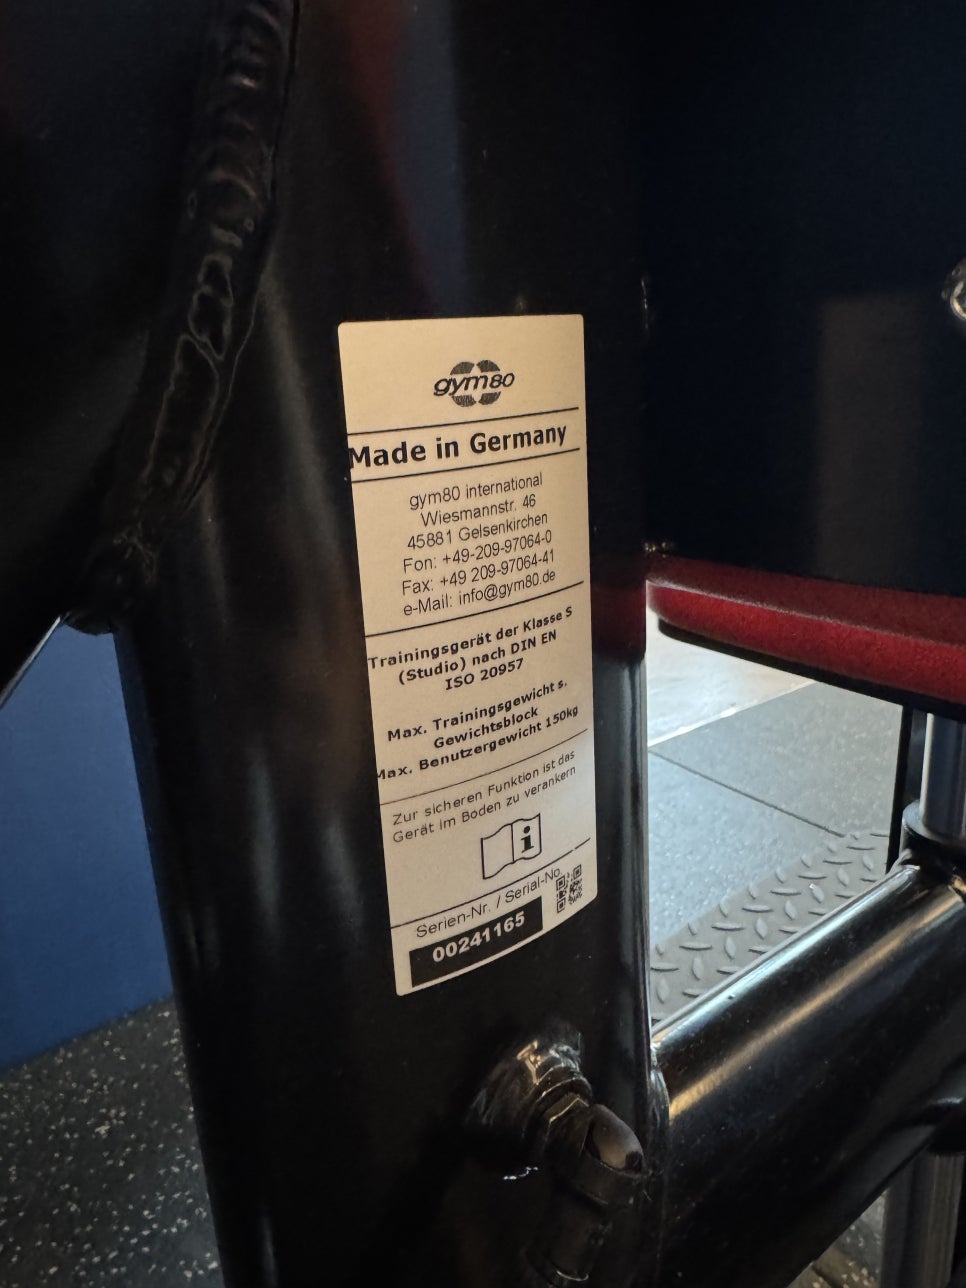 gym80
Made in Germany
gym80 international
Wiesmannstr. 46
45881 Gelsenkirchen
Fon: +49-209-97064-0
Fax: +49 209-97064-41
e-Mail: info@gym80.de
Trainingsgerät der Klasse S
(Studio) nach DIN EN
ISO 20957
Max. Trainingsgewicht s.
Gewichtsblock
Max. Benutzergewicht 150kg
Zur sicheren Funktion ist das
Gerät im Boden zu verankern
i
Serien-Nr. / Serial-No.
00241165